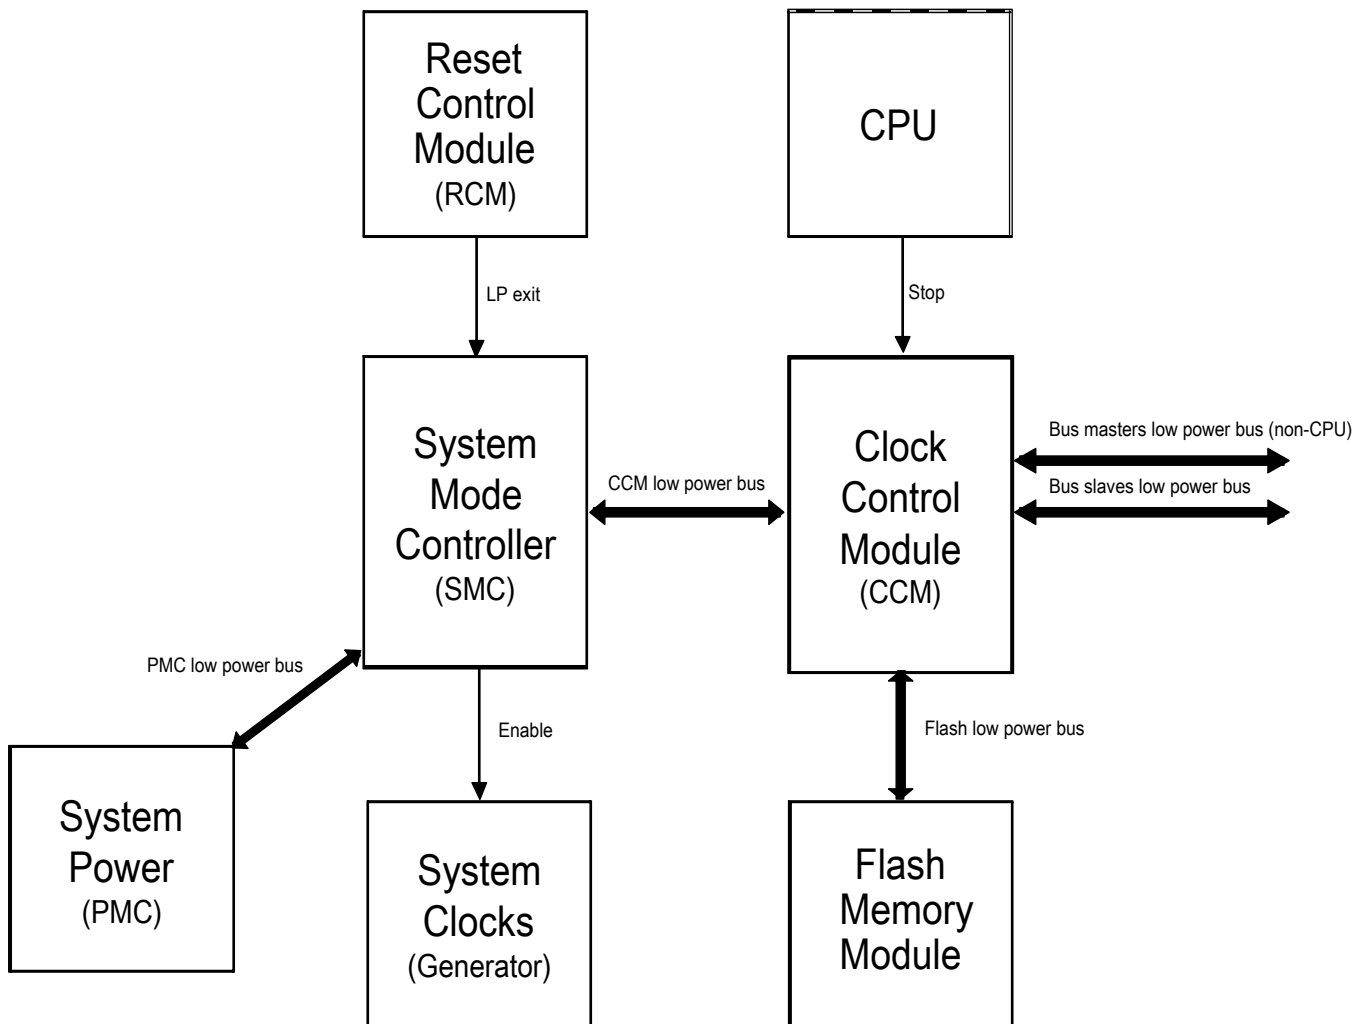 Reset
Control
Module
(RCM)
CPU
LP exit
Stop
System
Mode
Controller
(SMC)
CCM low power bus
Clock
Control
Module
(CCM)
Bus masters low power bus (non-CPU)
Bus slaves low power bus
PMC low power bus
Enable
Flash low power bus
System
Power
(PMC)
System
Clocks
(Generator)
Flash
Memory
Module